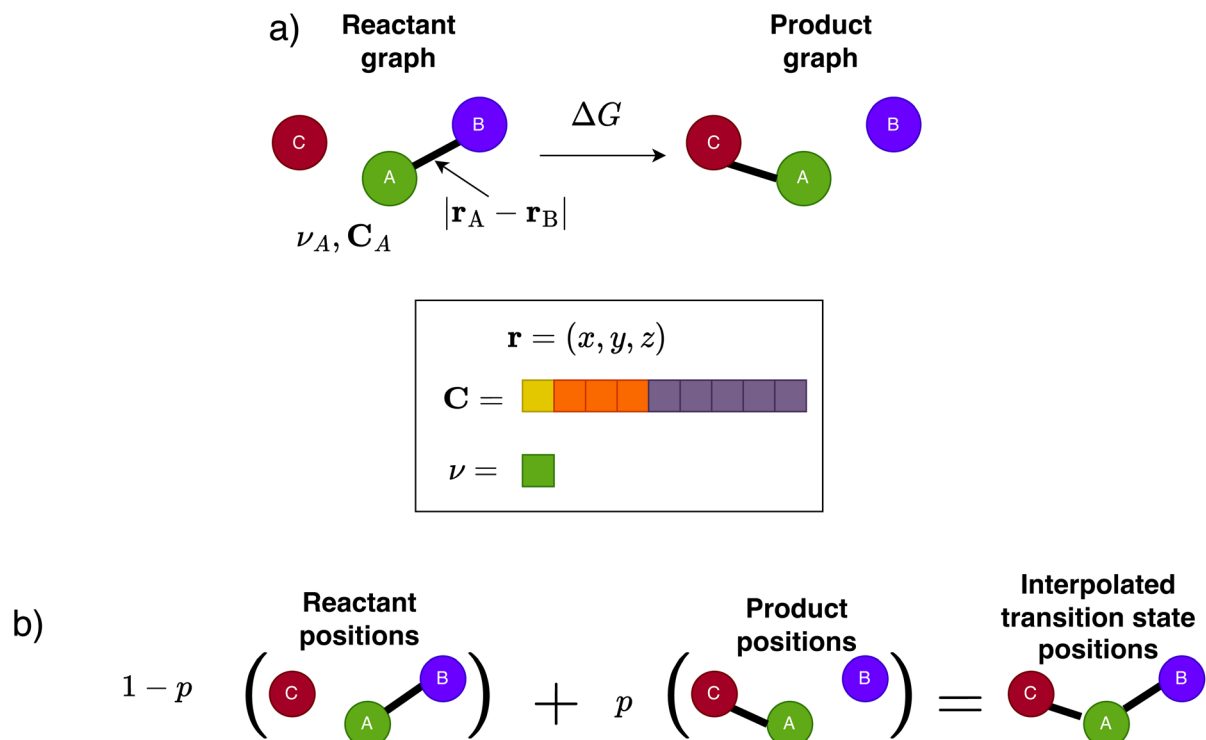 a)
Reactant
graph
Product
graph
C
A
B
ΔG
C
A
B
|r_A − r_B|
ν_A, C_A
r = (x, y, z)
C =
ν =
b)
Reactant
positions
Product
positions
Interpolated
transition state
positions
1 − p ( C A B ) + p ( C A B ) = C A B